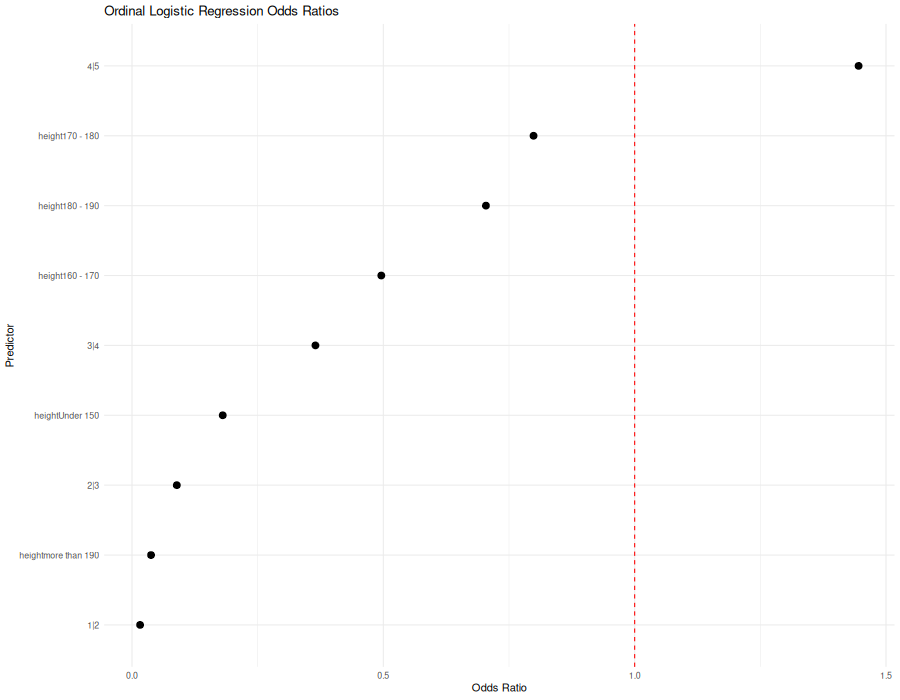 Ordinal Logistic Regression Odds Ratios
Predictor
4|5
height170 - 180
height180 - 190
height160 - 170
3|4
heightUnder 150
2|3
heightmore than 190
1|2
0.0
0.5
1.0
1.5
Odds Ratio